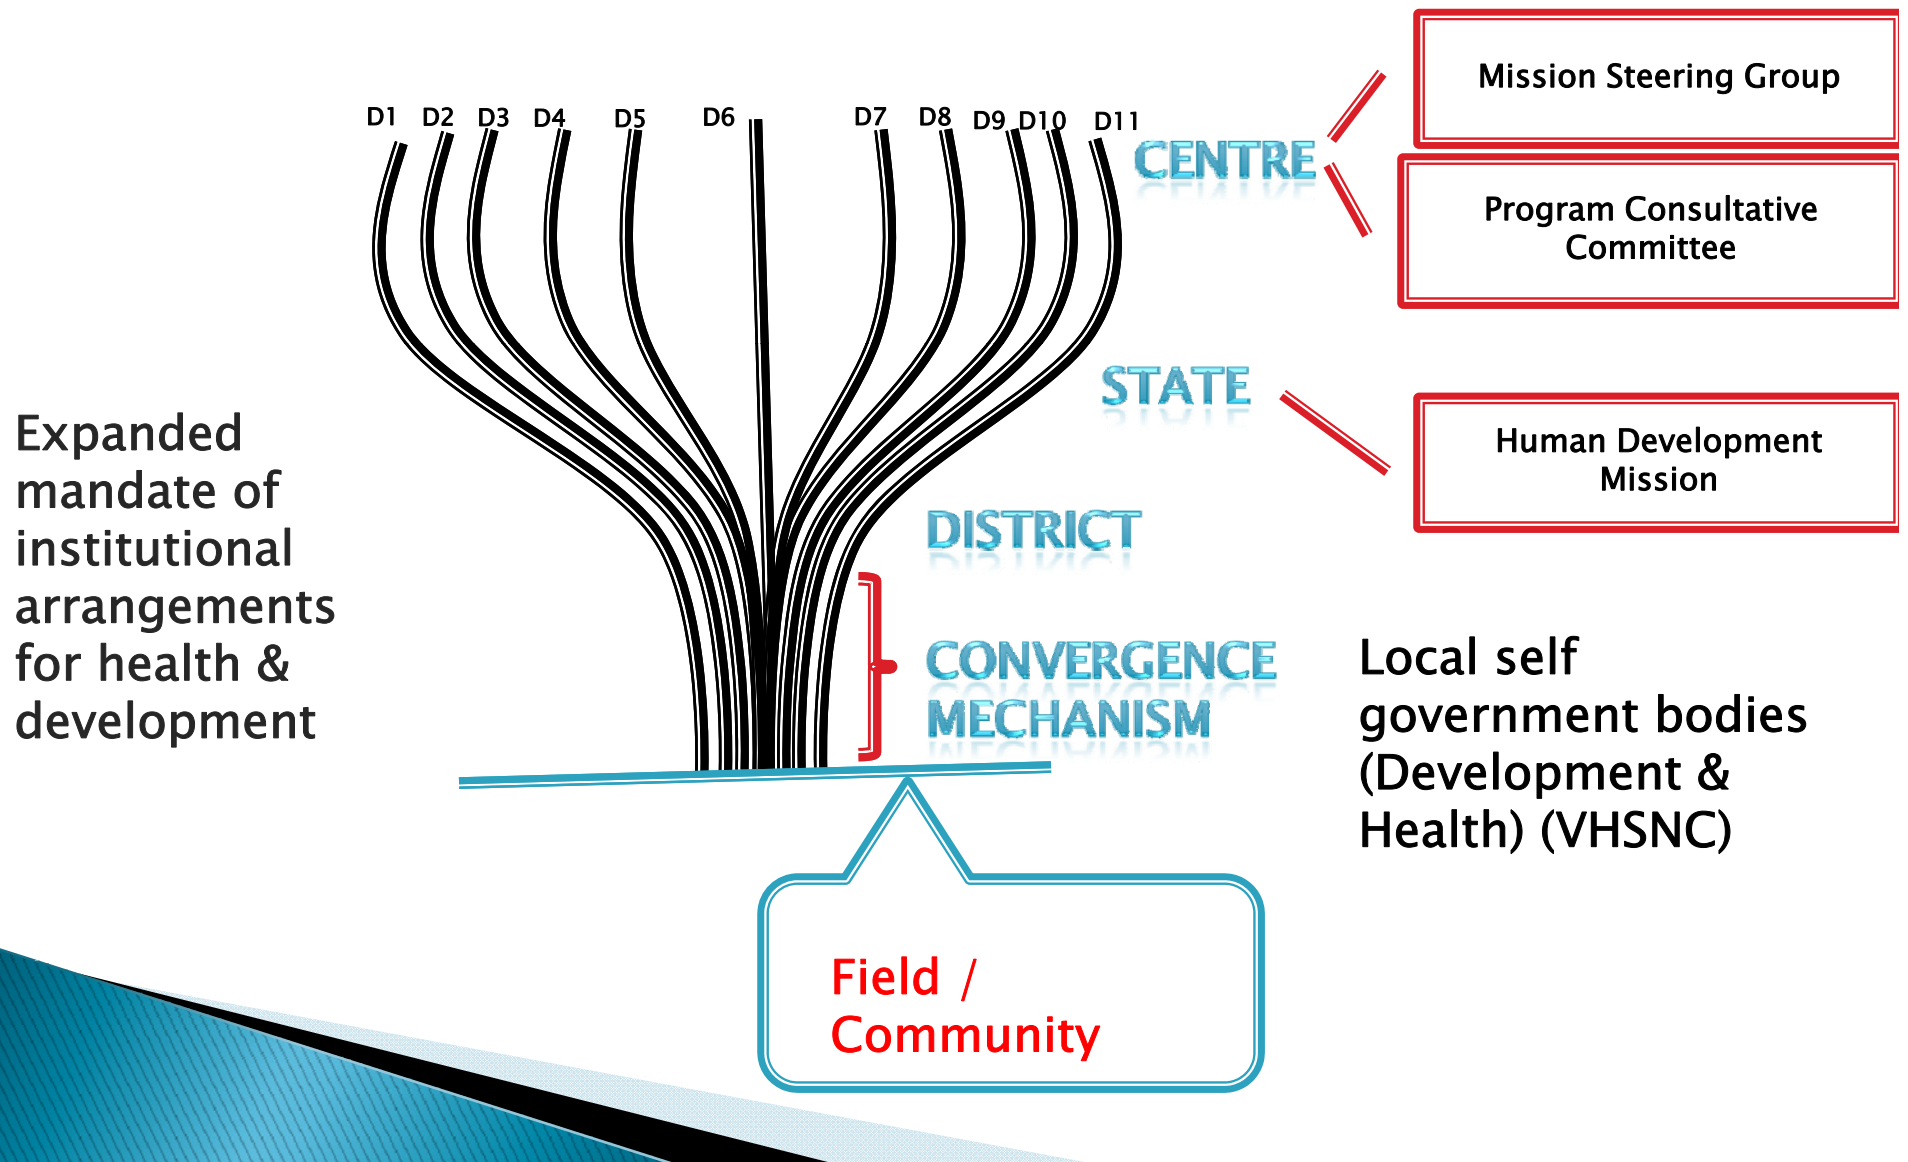 D1 D2 D3 D4 D5 D6 D7 D8 D9 D10 D11
CENTRE
Mission Steering Group
Program Consultative
Committee
STATE
Human Development
Mission
Expanded
mandate of
institutional
arrangements
for health &
development
DISTRICT
CONVERGENCE
MECHANISM
Local self
government bodies
(Development &
Health) (VHSNC)
Field /
Community